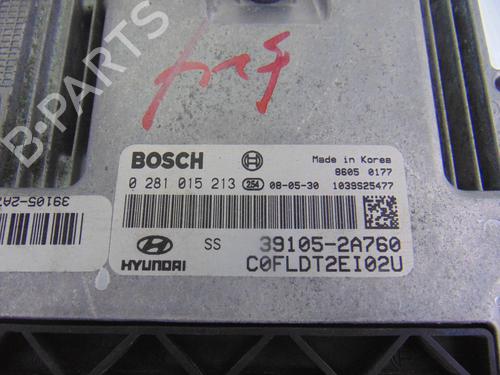 B-PARTS
BOSCH
Made in Korea
8605 0177
0 281 015 213 254 08-05-30 1039S25477
39105-2A7
HYUNDAI
SS 39105-2A760
C0FLDT2EI02U